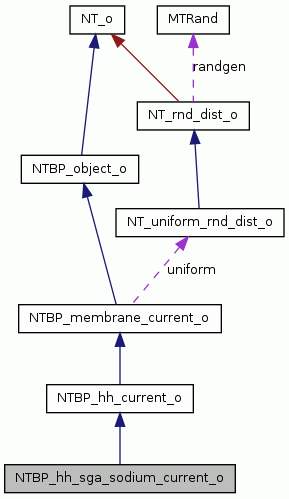 NT_o
MTRand
randgen
NT_rnd_dist_o
NTBP_object_o
NT_uniform_rnd_dist_o
uniform
NTBP_membrane_current_o
NTBP_hh_current_o
NTBP_hh_sga_sodium_current_o